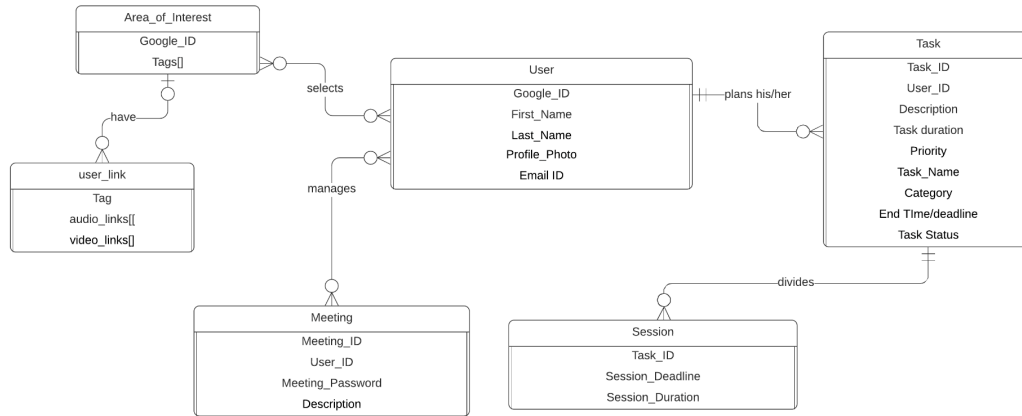 Area_of_Interest
Google_ID
Tags[]
selects
have
user_link
Tag
audio_links[[
video_links[]
User
Google_ID
First_Name
Last_Name
Profile_Photo
Email ID
plans his/her
Task
Task_ID
User_ID
Description
Task duration
Priority
Task_Name
Category
End TIme/deadline
Task Status
manages
divides
Meeting
Meeting_ID
User_ID
Meeting_Password
Description
Session
Task_ID
Session_Deadline
Session_Duration